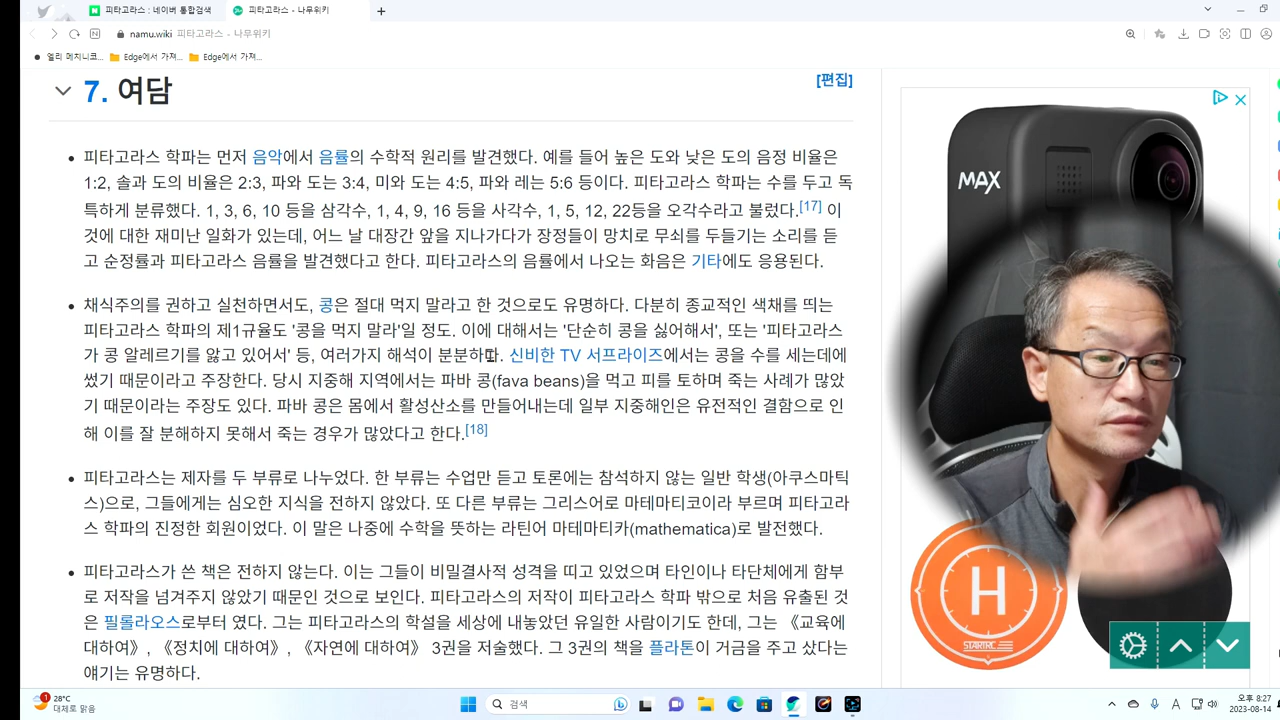 피타고라스 : 네이버 통합검색
피타고라스 - 나무위키
namu.wiki 피타고라스 - 나무위키
엘리 메치니코...
Edge에서 가져...
Edge에서 가져...
7. 여담
[편집]
피타고라스 학파는 먼저 음악에서 음률의 수학적 원리를 발견했다. 예를 들어 높은 도와 낮은 도의 음정 비율은
1:2, 솔과 도의 비율은 2:3, 파와 도는 3:4, 미와 도는 4:5, 파와 레는 5:6 등이다. 피타고라스 학파는 수를 두고 독
특하게 분류했다. 1, 3, 6, 10 등을 삼각수, 1, 4, 9, 16 등을 사각수, 1, 5, 12, 22등을 오각수라고 불렀다.[17] 이
것에 대한 재미난 일화가 있는데, 어느 날 대장간 앞을 지나가다가 장정들이 망치로 무쇠를 두들기는 소리를 듣
고 순정률과 피타고라스 음률을 발견했다고 한다. 피타고라스의 음률에서 나오는 화음은 기타에도 응용된다.
채식주의를 권하고 실천하면서도, 콩은 절대 먹지 말라고 한 것으로도 유명하다. 다분히 종교적인 색채를 띄는
피타고라스 학파의 제1규율도 '콩을 먹지 말라'일 정도. 이에 대해서는 '단순히 콩을 싫어해서', 또는 '피타고라스
가 콩 알레르기를 앓고 있어서' 등, 여러가지 해석이 분분하다. 신비한 TV 서프라이즈에서는 콩을 수를 세는데에
썼기 때문이라고 주장한다. 당시 지중해 지역에서는 파바 콩(fava beans)을 먹고 피를 토하며 죽는 사례가 많았
기 때문이라는 주장도 있다. 파바 콩은 몸에서 활성산소를 만들어내는데 일부 지중해인은 유전적인 결함으로 인
해 이를 잘 분해하지 못해서 죽는 경우가 많았다고 한다.[18]
피타고라스는 제자를 두 부류로 나누었다. 한 부류는 수업만 듣고 토론에는 참석하지 않는 일반 학생(아쿠스마틱
스)으로, 그들에게는 심오한 지식을 전하지 않았다. 또 다른 부류는 그리스어로 마테마티코이라 부르며 피타고라
스 학파의 진정한 회원이었다. 이 말은 나중에 수학을 뜻하는 라틴어 마테마티카(mathematica)로 발전했다.
피타고라스가 쓴 책은 전하지 않는다. 이는 그들이 비밀결사적 성격을 띠고 있었으며 타인이나 타단체에게 함부
로 저작을 넘겨주지 않았기 때문인 것으로 보인다. 피타고라스의 저작이 피타고라스 학파 밖으로 처음 유출된 것
은 필롤라오스로부터 였다. 그는 피타고라스의 학설을 세상에 내놓았던 유일한 사람이기도 한데, 그는 《교육에
대하여》, 《정치에 대하여》, 《자연에 대하여》 3권을 저술했다. 그 3권의 책을 플라톤이 거금을 주고 샀다는
얘기는 유명하다.
MAX
H
STARTRC
1
28°C
대체로 맑음
검색
A
오후 8:27
2023-08-14